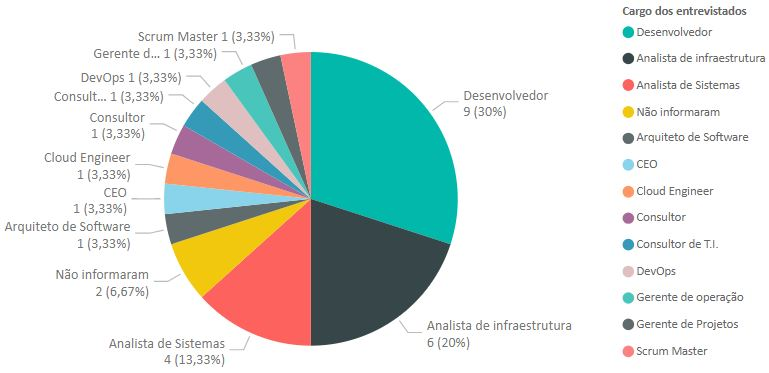 Scrum Master 1 (3,33%)
Gerente d... 1 (3,33%)
DevOps 1 (3,33%)
Consult... 1 (3,33%)
Consultor
1 (3,33%)
Cloud Engineer
1 (3,33%)
CEO
1 (3,33%)
Arquiteto de Software
1 (3,33%)
Não informaram
2 (6,67%)
Analista de Sistemas
4 (13,33%)
Desenvolvedor
9 (30%)
Analista de infraestrutura
6 (20%)
Cargo dos entrevistados
Desenvolvedor
Analista de infraestrutura
Analista de Sistemas
Não informaram
Arquiteto de Software
CEO
Cloud Engineer
Consultor
Consultor de T.I.
DevOps
Gerente de operação
Gerente de Projetos
Scrum Master